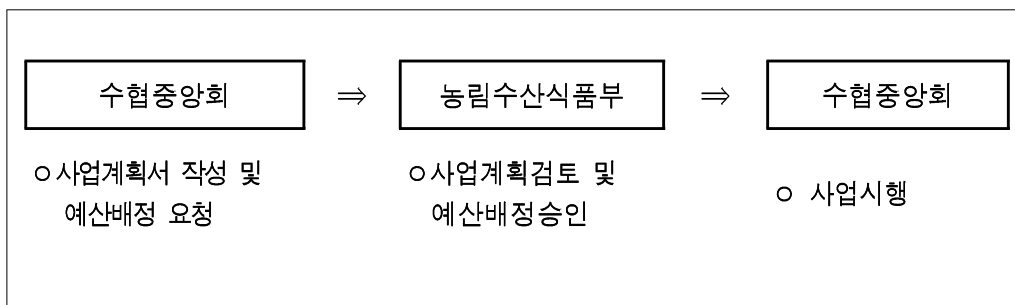 수협중앙회 ⇒ 농림수산식품부 ⇒ 수협중앙회
ㅇ사업계획서 작성 및
예산배정 요청
ㅇ사업계획검토 및
예산배정승인
ㅇ 사업시행